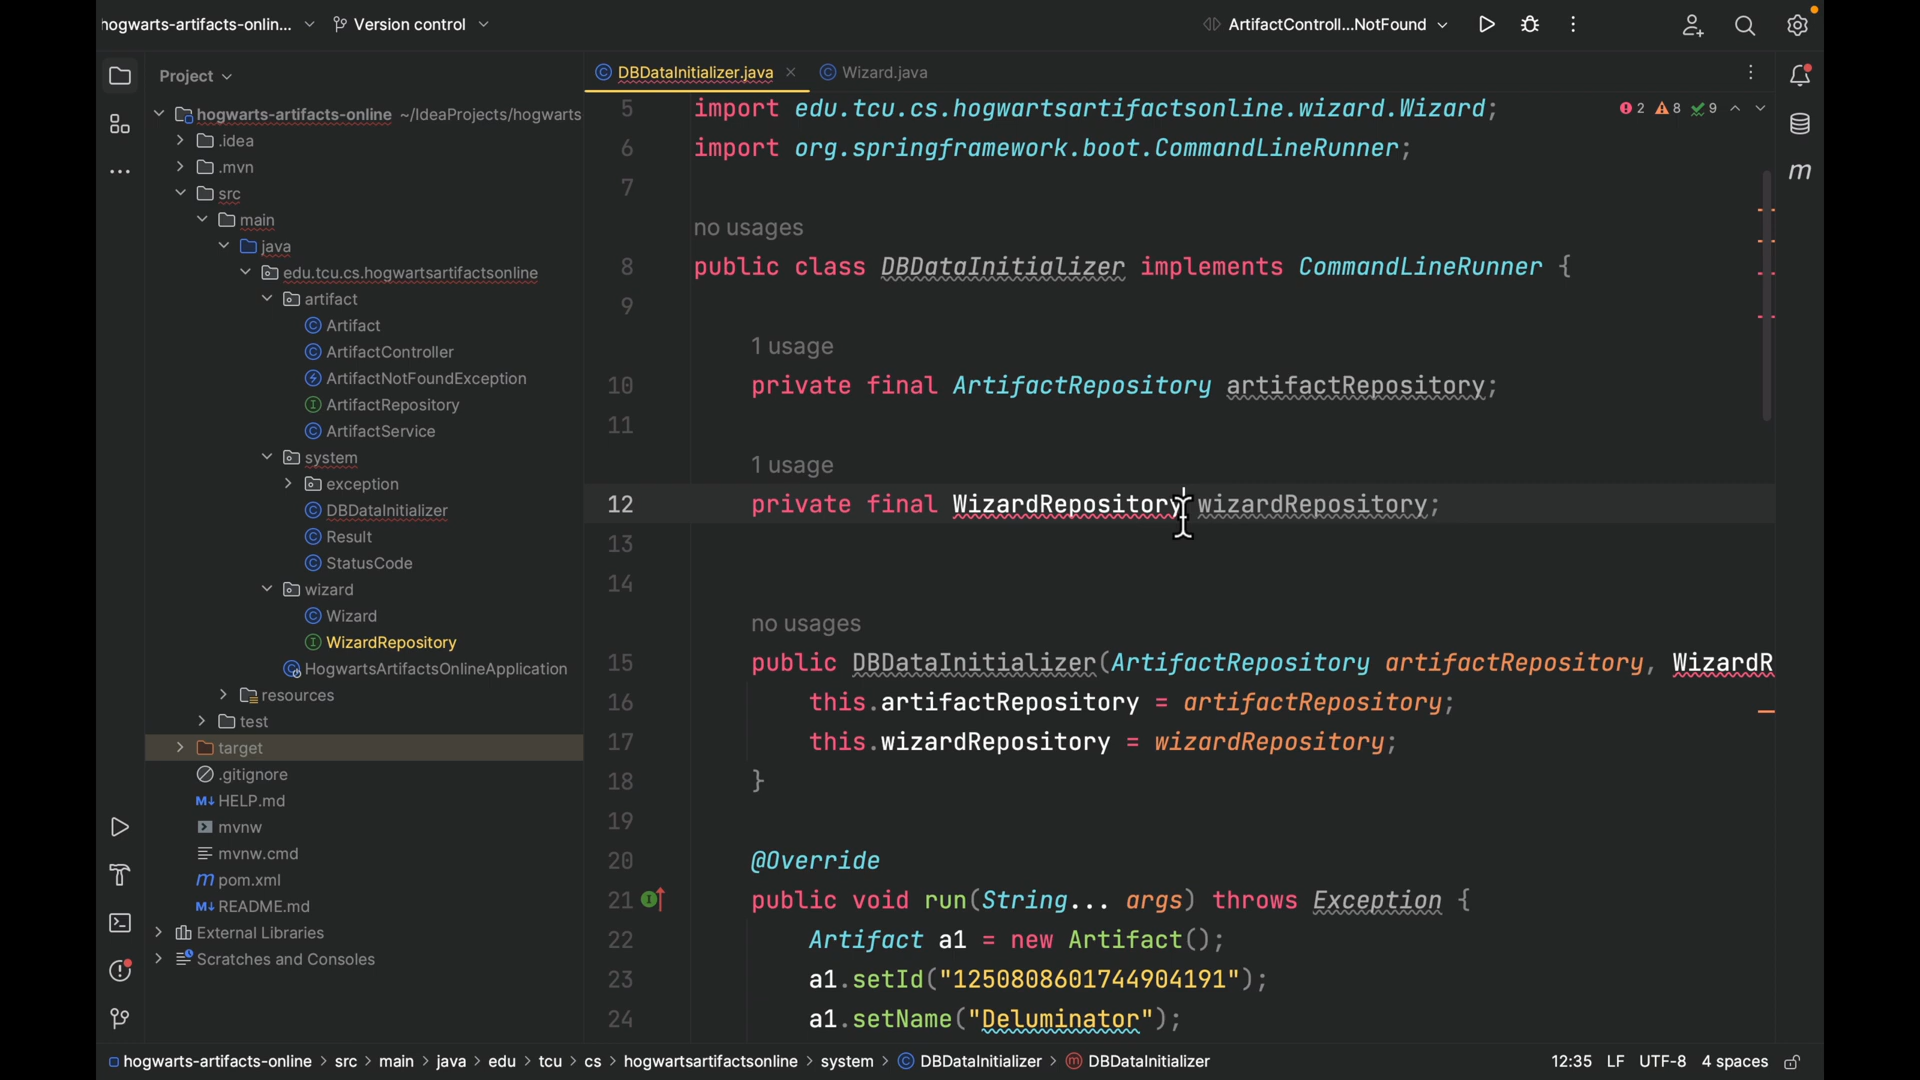 hogwarts-artifacts-onlin... Version control ArtifactControll...NotFound
Project
DBDataInitializer.java Wizard.java
hogwarts-artifacts-online ~/IdeaProjects/hogwarts
.idea
.mvn
src
main
java
edu.tcu.cs.hogwartsartifactsonline
artifact
Artifact
ArtifactController
ArtifactNotFoundException
ArtifactRepository
ArtifactService
system
exception
DBDataInitializer
Result
StatusCode
wizard
Wizard
WizardRepository
HogwartsArtifactsOnlineApplication
resources
test
target
.gitignore
M↓ HELP.md
mvnw
mvnw.cmd
m pom.xml
M↓ README.md
External Libraries
Scratches and Consoles
2 8 9
5 import edu.tcu.cs.hogwartsartifactsonline.wizard.Wizard;
6 import org.springframework.boot.CommandLineRunner;
7
no usages
8 public class DBDataInitializer implements CommandLineRunner {
9
1 usage
10 private final ArtifactRepository artifactRepository;
11
1 usage
12 private final WizardRepository wizardRepository;
13
14
no usages
15 public DBDataInitializer(ArtifactRepository artifactRepository, WizardR
16 this.artifactRepository = artifactRepository;
17 this.wizardRepository = wizardRepository;
18 }
19
20 @Override
21 public void run(String... args) throws Exception {
22 Artifact a1 = new Artifact();
23 a1.setId("1250808601744904191");
24 a1.setName("Deluminator");
m
hogwarts-artifacts-online > src > main > java > edu > tcu > cs > hogwartsartifactsonline > system > DBDataInitializer > DBDataInitializer 12:35 LF UTF-8 4 spaces